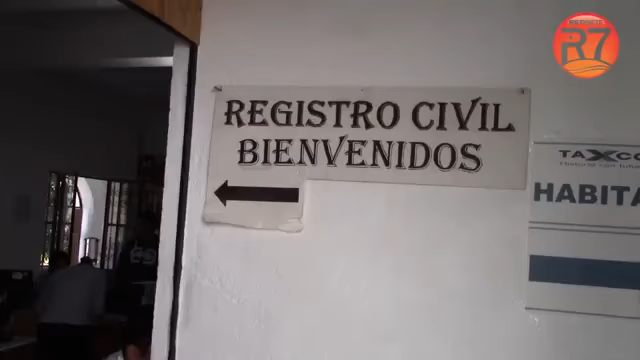 REGISTRO CIVIL
BIENVENIDOS
TAXCO
HABITA
R7